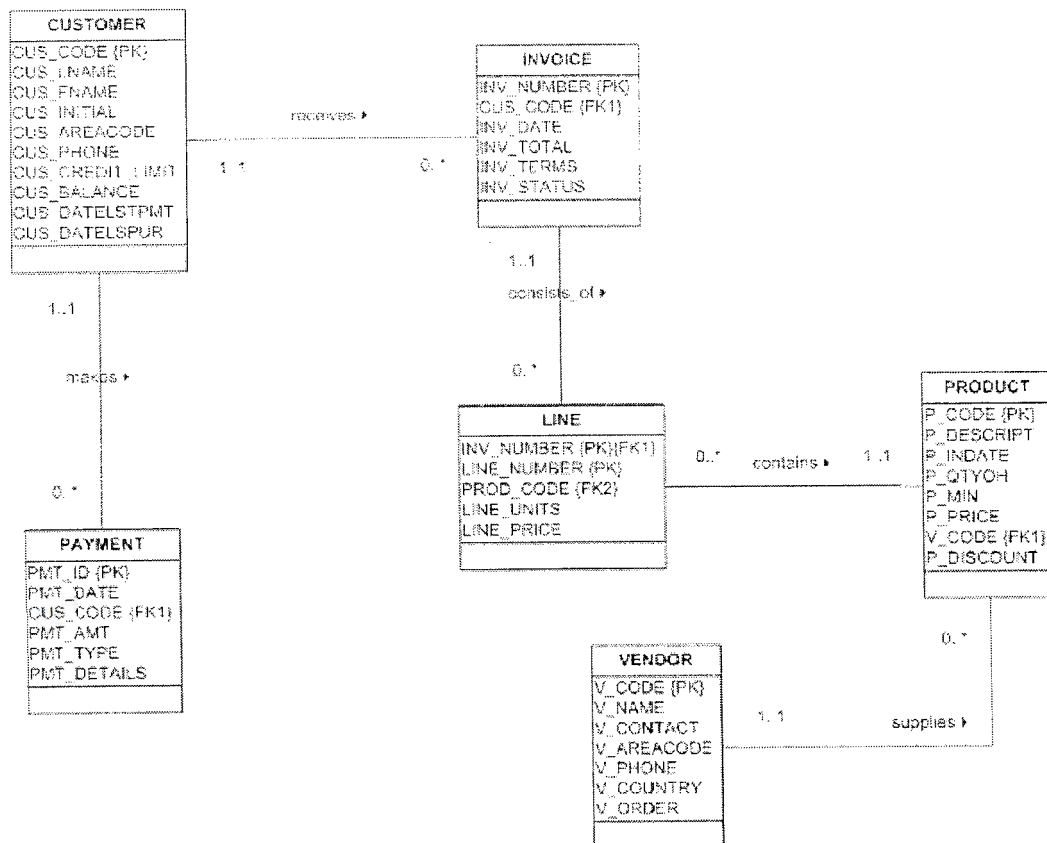 CUSTOMER
CUS_CODE {PK}
CUS_LNAME
CUS_FNAME
CUS_INITIAL
CUS_AREACODE
CUS_PHONE
CUS_CREDIT_LIMIT
CUS_BALANCE
CUS_DATELSTPMT
CUS_DATELSPUR
receives
1..1
0..*
INVOICE
INV_NUMBER {PK}
CUS_CODE {FK1}
INV_DATE
INV_TOTAL
INV_TERMS
INV_STATUS
1..1
makes
0..*
1..1
consists_of
0..*
PAYMENT
PMT_ID {PK}
PMT_DATE
CUS_CODE {FK1}
PMT_AMT
PMT_TYPE
PMT_DETAILS
LINE
INV_NUMBER {PK}{FK1}
LINE_NUMBER {PK}
PROD_CODE {FK2}
LINE_UNITS
LINE_PRICE
0..*
contains
1..1
PRODUCT
P_CODE {PK}
P_DESCRIPT
P_INDATE
P_QTYOH
P_MIN
P_PRICE
V_CODE {FK1}
P_DISCOUNT
0..*
VENDOR
V_CODE {PK}
V_NAME
V_CONTACT
V_AREACODE
V_PHONE
V_COUNTRY
V_ORDER
1..1
supplies